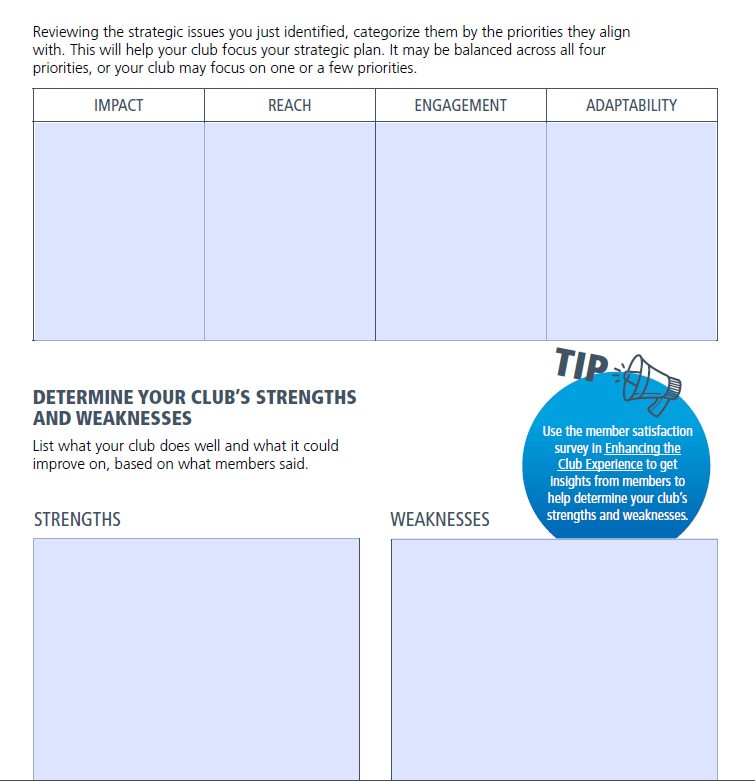 Reviewing the strategic issues you just identified, categorize them by the priorities they align
with. This will help your club focus your strategic plan. It may be balanced across all four
priorities, or your club may focus on one or a few priorities.
IMPACT
REACH
ENGAGEMENT
ADAPTABILITY
TIP
DETERMINE YOUR CLUB'S STRENGTHS
AND WEAKNESSES
List what your club does well and what it could
improve on, based on what members said.
Use the member satisfaction
survey in Enhancing the
Club Experience to get
insights from members to
help determine your club's
strengths and weaknesses.
STRENGTHS
WEAKNESSES